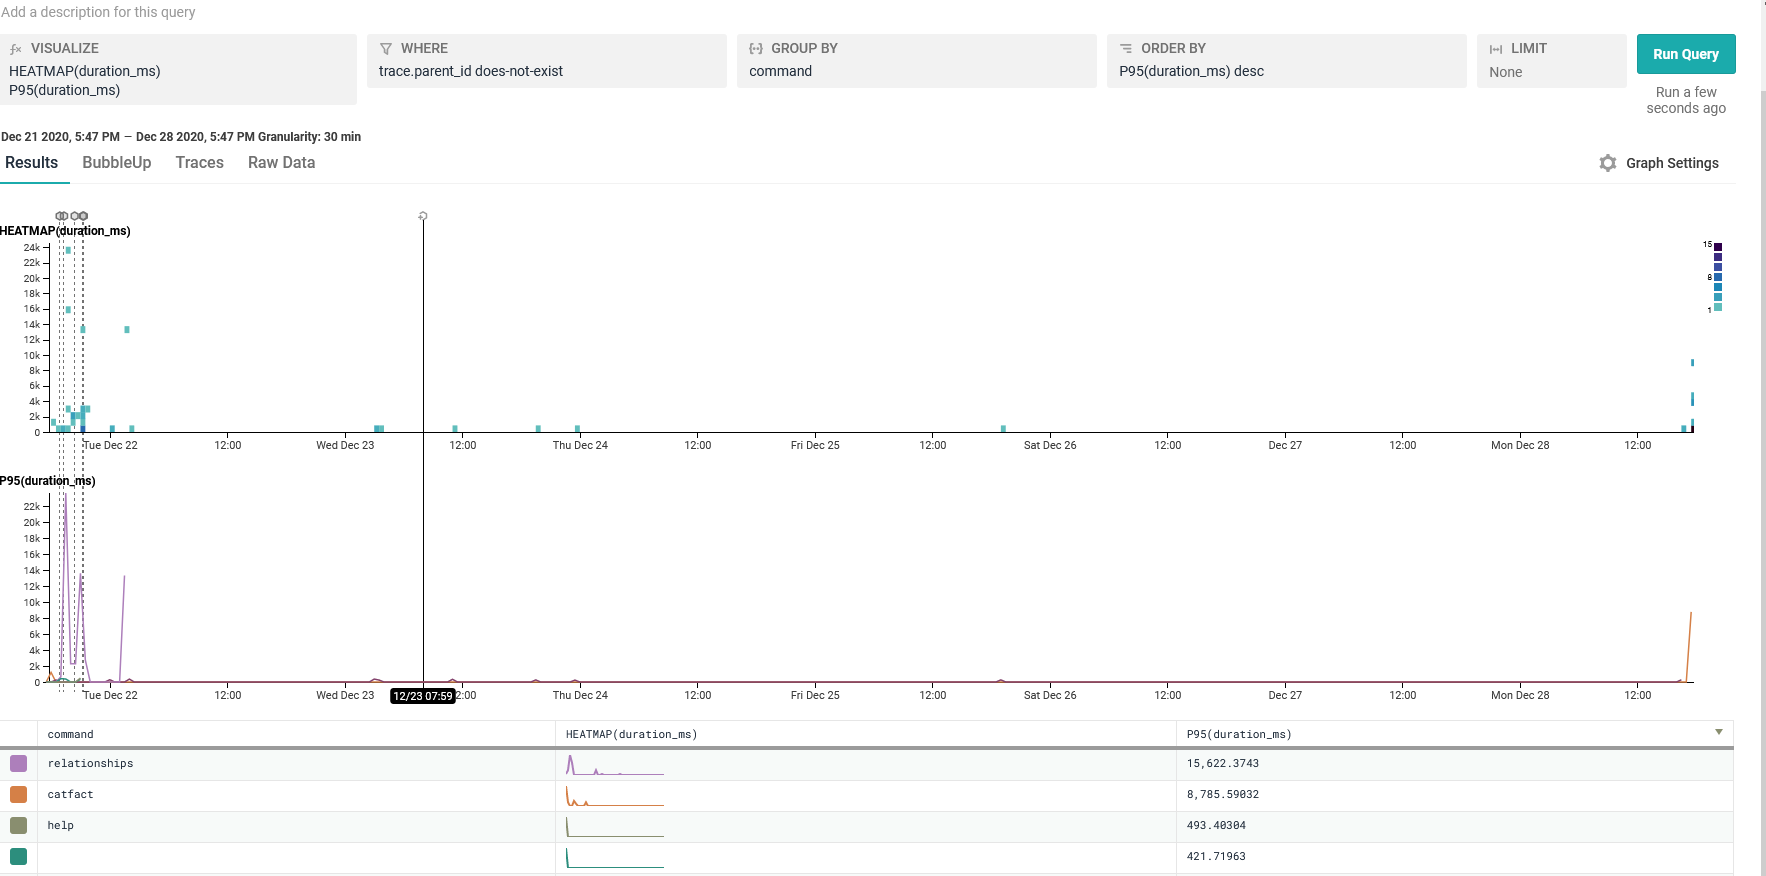 Add a description for this query
VISUALIZE
HEATMAP(duration_ms)
P95(duration_ms)
WHERE
trace.parent_id does-not-exist
GROUP BY
command
ORDER BY
P95(duration_ms) desc
LIMIT
None
Run Query
Run a few
seconds ago
Dec 21 2020, 5:47 PM – Dec 28 2020, 5:47 PM Granularity: 30 min
Results BubbleUp Traces Raw Data
Graph Settings
HEATMAP(duration_ms)
24k
22k
20k
18k
16k
14k
12k
10k
8k
6k
4k
2k
0
15
8
1
Tue Dec 22 12:00 Wed Dec 23 12:00 Thu Dec 24 12:00 Fri Dec 25 12:00 Sat Dec 26 12:00 Dec 27 12:00 Mon Dec 28 12:00
P95(duration_ms)
22k
20k
18k
16k
14k
12k
10k
8k
6k
4k
2k
0
Tue Dec 22 12:00 Wed Dec 23 12/23 07:59 2:00 Thu Dec 24 12:00 Fri Dec 25 12:00 Sat Dec 26 12:00 Dec 27 12:00 Mon Dec 28 12:00
command HEATMAP(duration_ms) P95(duration_ms)
relationships 15,622.3743
catfact 8,785.59032
help 493.40304
421.71963